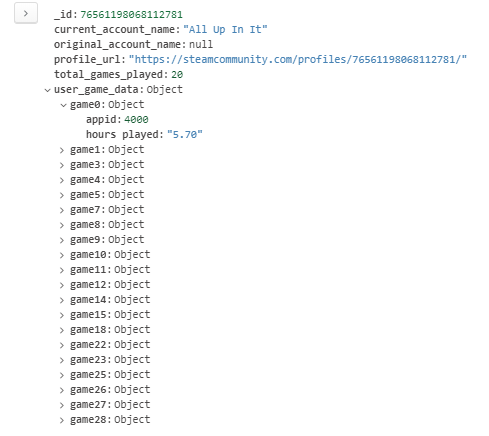 _id: 76561198068112781
current_account_name: "All Up In It"
original_account_name: null
profile_url: "https://steamcommunity.com/profiles/76561198068112781/"
total_games_played: 20
user_game_data: Object
game0: Object
appid: 4000
hours played: "5.70"
game1: Object
game3: Object
game4: Object
game5: Object
game7: Object
game8: Object
game9: Object
game10: Object
game11: Object
game12: Object
game14: Object
game15: Object
game18: Object
game22: Object
game23: Object
game25: Object
game26: Object
game27: Object
game28: Object